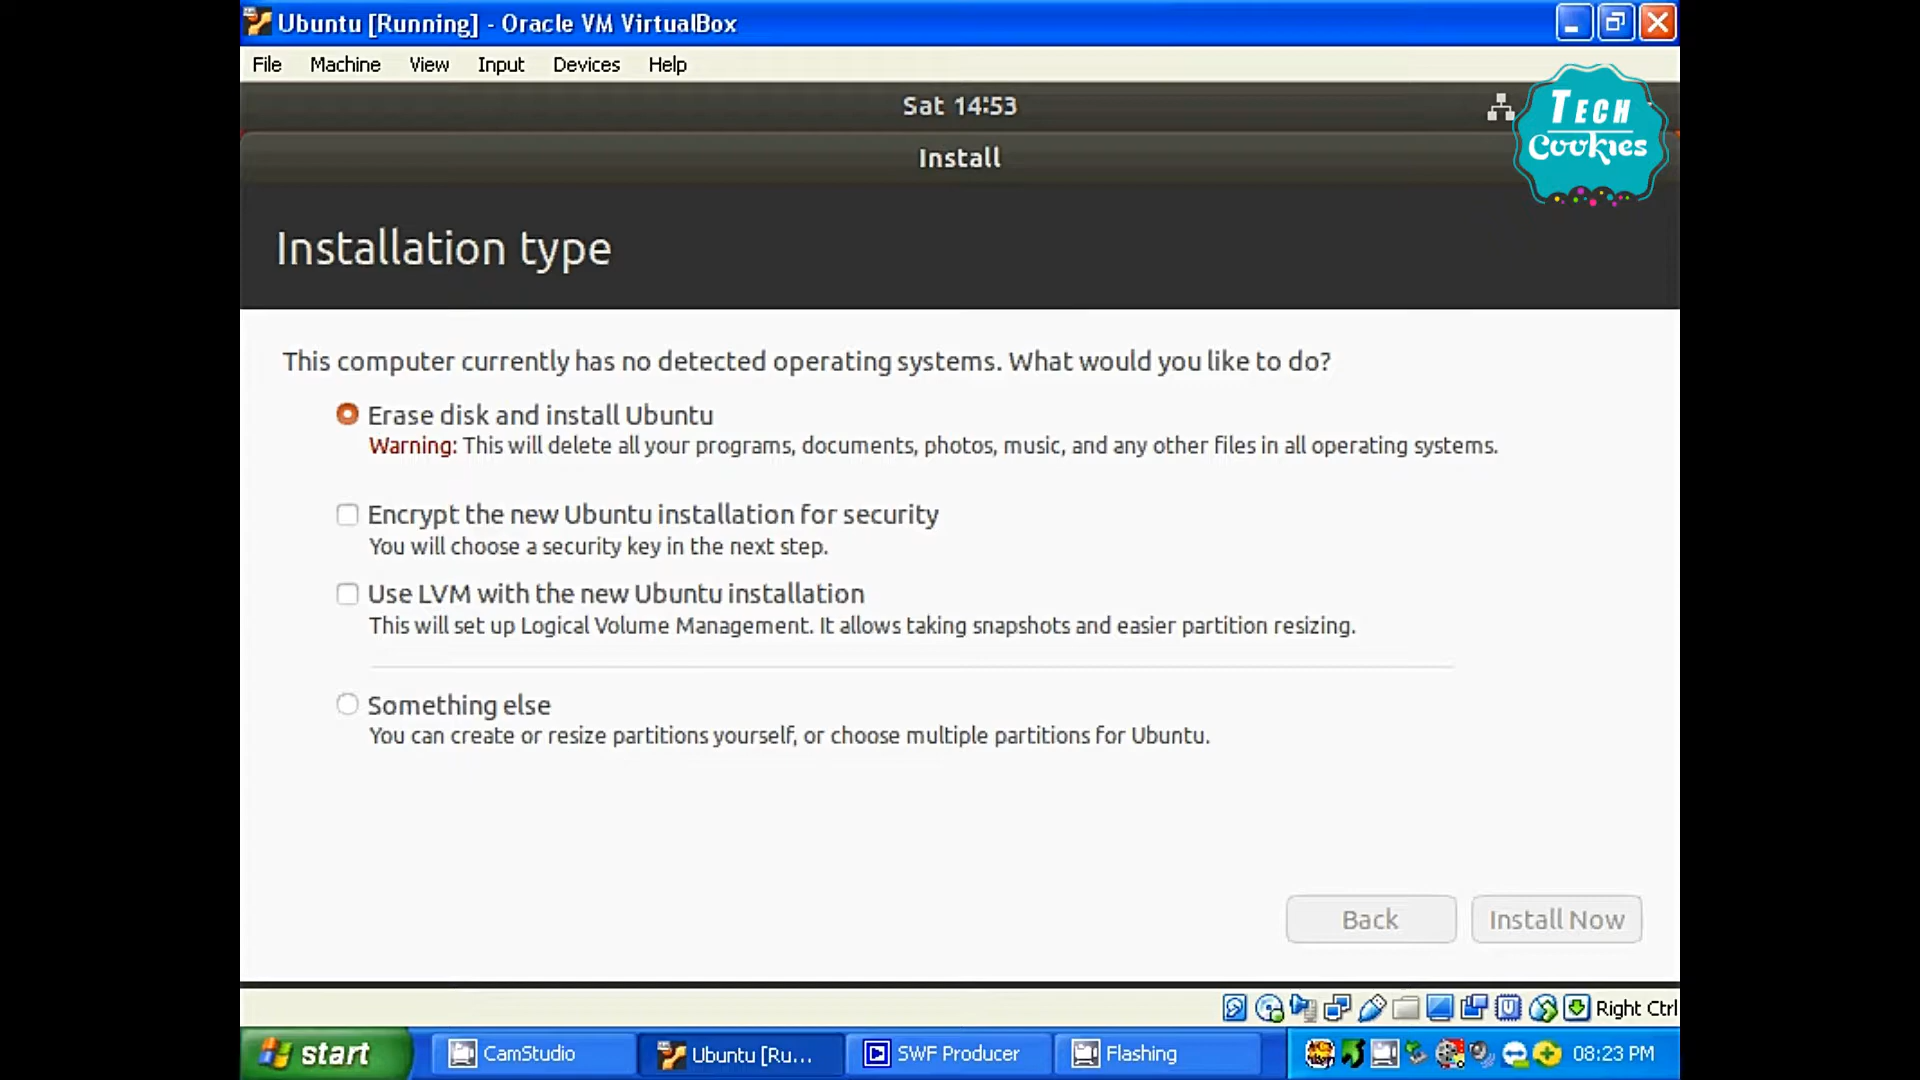 Ubuntu [Running] - Oracle VM VirtualBox
File Machine View Input Devices Help
Sat 14:53
TECH
Cookies
Install
Installation type
This computer currently has no detected operating systems. What would you like to do?
Erase disk and install Ubuntu
Warning: This will delete all your programs, documents, photos, music, and any other files in all operating systems.
Encrypt the new Ubuntu installation for security
You will choose a security key in the next step.
Use LVM with the new Ubuntu installation
This will set up Logical Volume Management. It allows taking snapshots and easier partition resizing.
Something else
You can create or resize partitions yourself, or choose multiple partitions for Ubuntu.
Back Install Now
Right Ctrl
start CamStudio Ubuntu [Ru... SWF Producer Flashing 08:23 PM